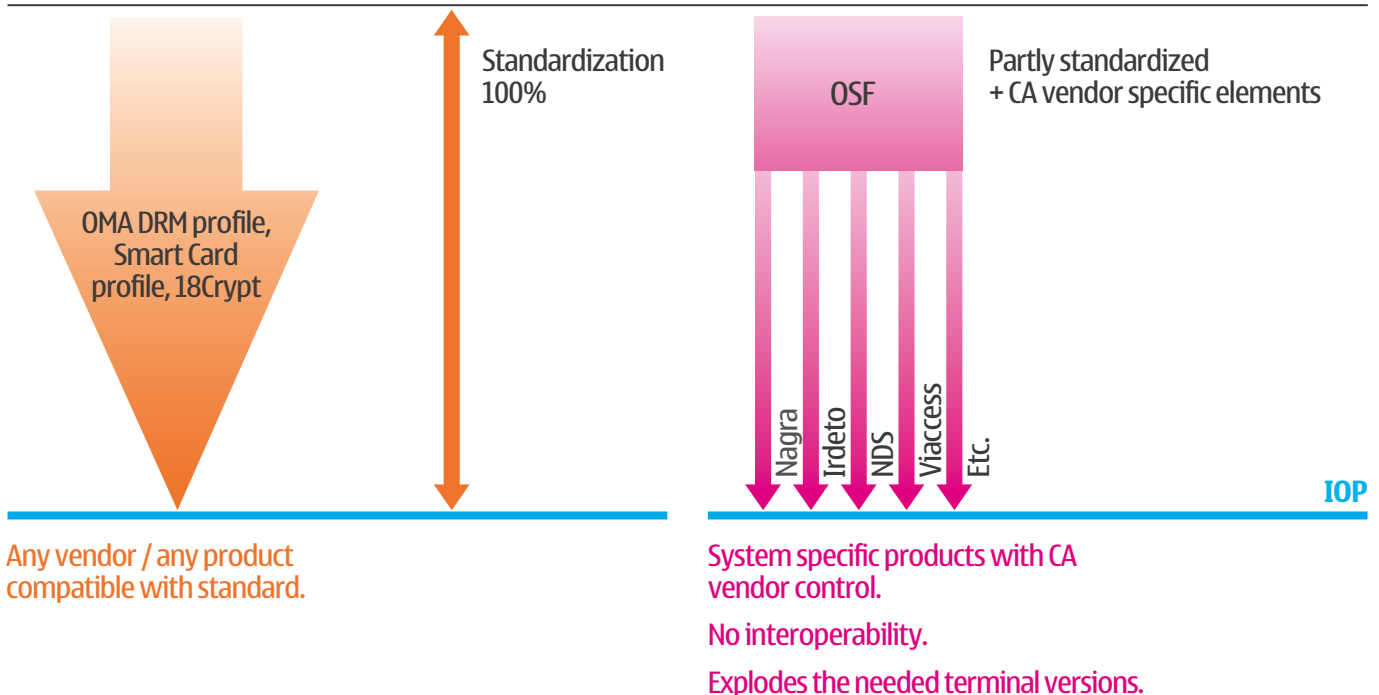 Standardization
100%
OMA DRM profile,
Smart Card
profile, 18Crypt
Any vendor / any product
compatible with standard.
OSF
Partly standardized
+ CA vendor specific elements
Nagra
Irdeto
NDS
Viaccess
Etc.
IOP
System specific products with CA
vendor control.
No interoperability.
Explodes the needed terminal versions.